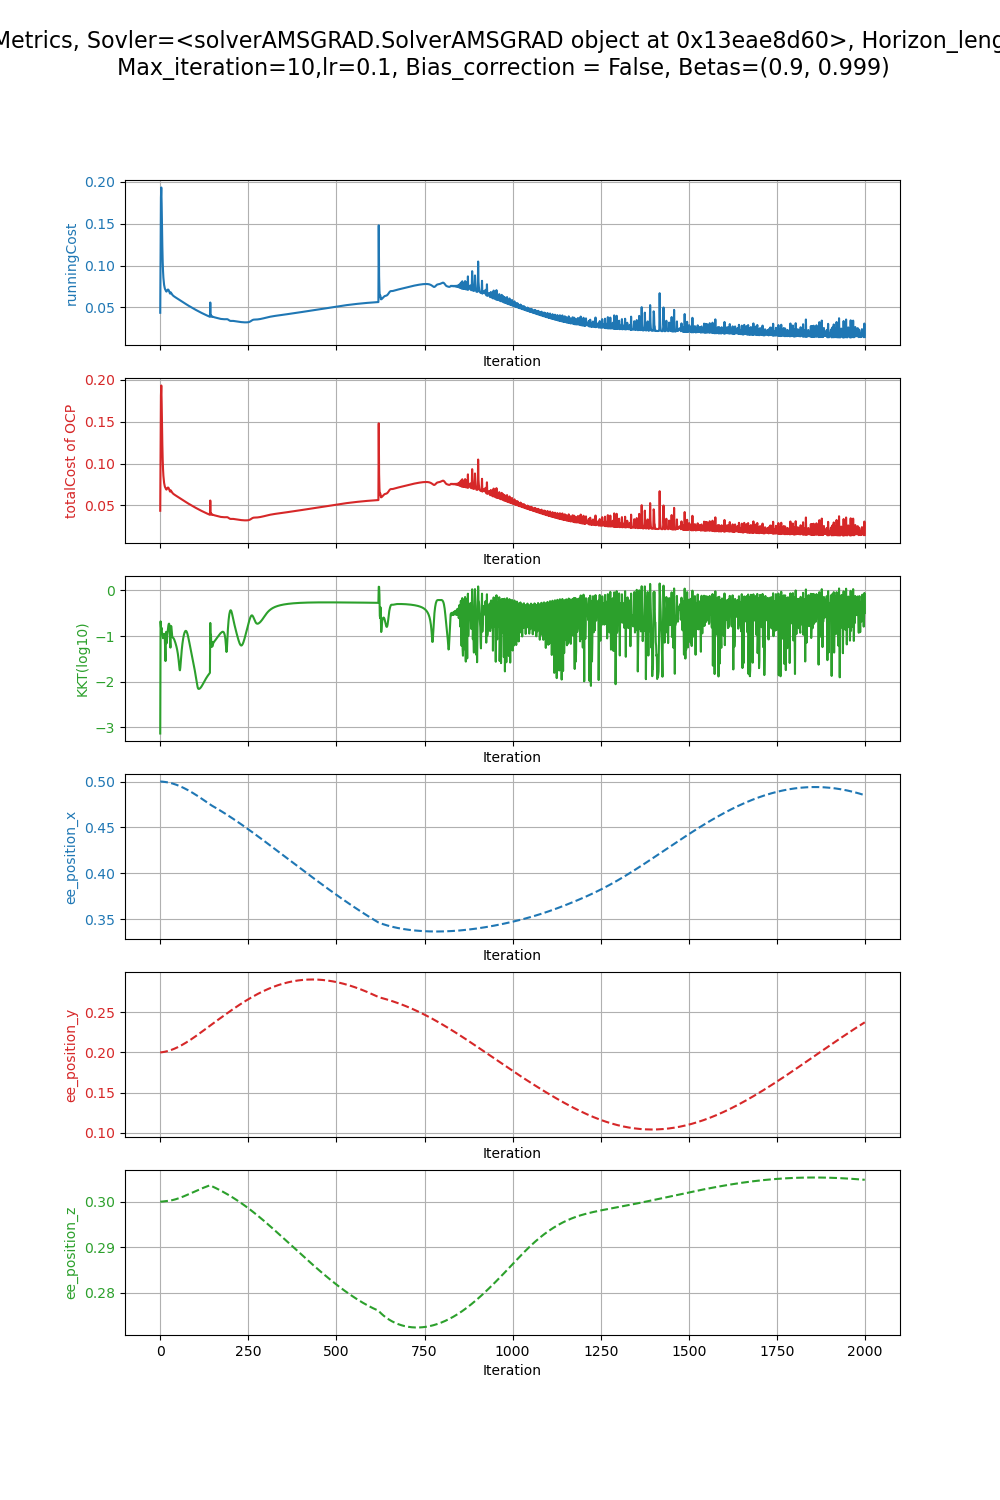 Metrics, Sovler=<solverAMSGRAD.SolverAMSGRAD object at 0x13eae8d60>,
Max_iteration=10,lr=0.1, Bias_correction = False, Betas=(0.9, 0.999)
0.20
0.15
0.10
0.05
runningCost
Iteration
0.20
0.15
0.10
0.05
totalCost of OCP
Iteration
0
−1
−2
−3
KKT(log10)
Iteration
0.50
0.45
0.40
0.35
ee_position_x
Iteration
0.25
0.20
0.15
0.10
ee_position_y
Iteration
0.30
0.29
0.28
ee_position_z
0 250 500 750 1000 1250 1500 1750 2000
Iteration